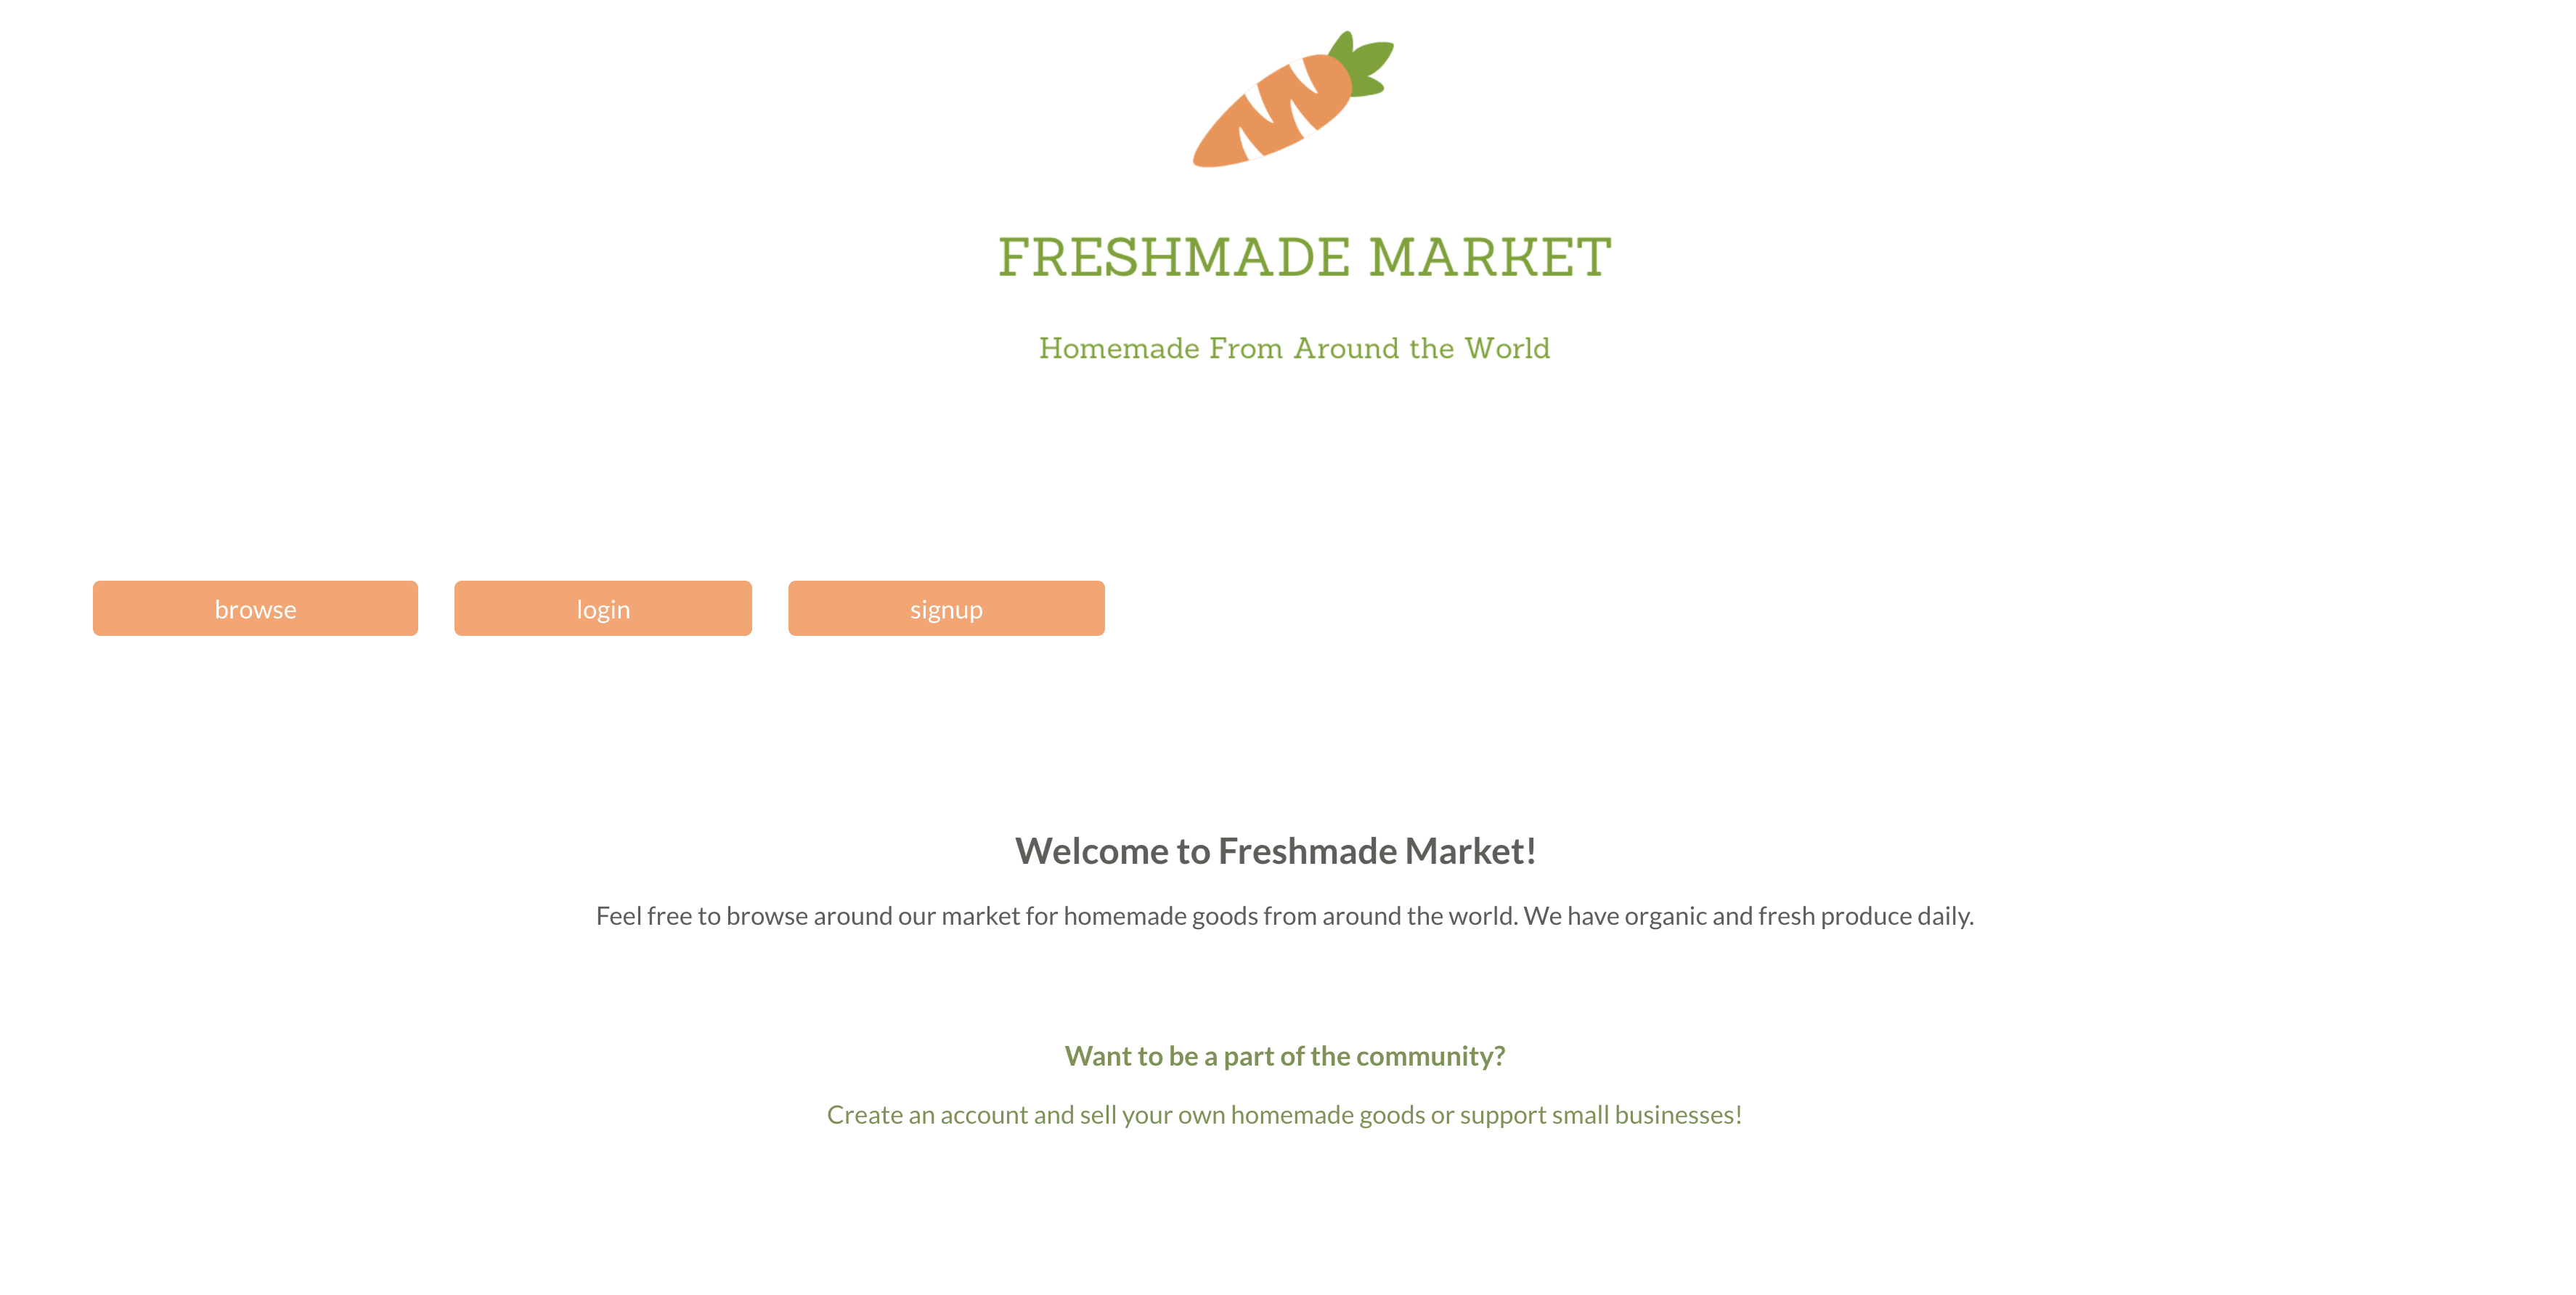 FRESHMADE MARKET
Homemade From Around the World
browse login signup
Welcome to Freshmade Market!
Feel free to browse around our market for homemade goods from around the world. We have organic and fresh produce daily.
Want to be a part of the community?
Create an account and sell your own homemade goods or support small businesses!